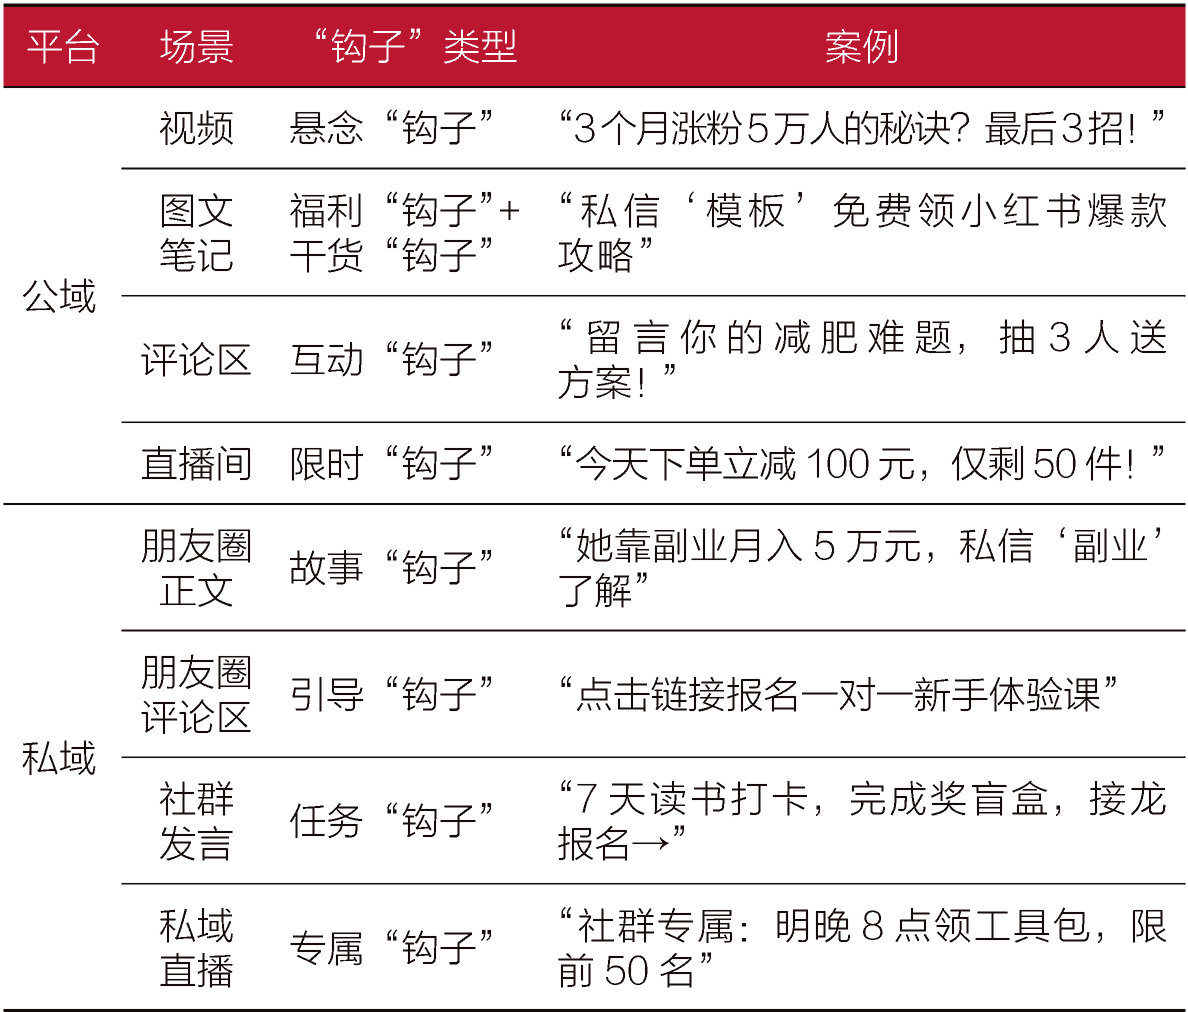 平台 场景 “钩子”类型 案例
公域
视频 悬念“钩子” “3个月涨粉5万人的秘诀？最后3招！”
图文 福利“钩子”+ “私信‘模板’免费领小红书爆款
笔记 干货“钩子” 攻略”
评论区 互动“钩子” “留言你的减肥难题，抽3人送
方案！”
直播间 限时“钩子” “今天下单立减100元，仅剩50件！”
私域
朋友圈
正文 故事“钩子” “她靠副业月入5万元，私信‘副业’
了解”
朋友圈
评论区 引导“钩子” “点击链接报名一对一新手体验课”
社群
发言 任务“钩子” “7天读书打卡，完成奖盲盒，接龙
报名→”
私域
直播 专属“钩子” “社群专属：明晚8点领工具包，限
前50名”